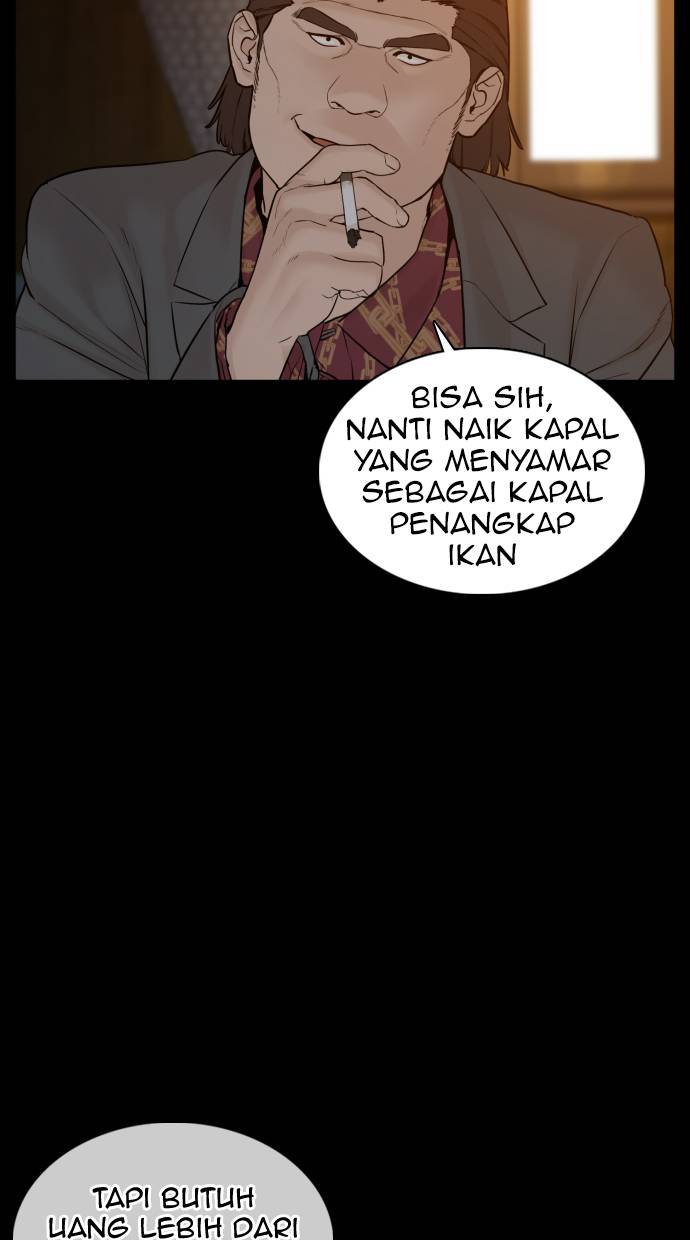 BISA SIH,
NANTI NAIK KAPAL
YANG MENYAMAR
SEBAGAI KAPAL
PENANGKAP
IKAN
TAPI BUTUH
UANG LEBIH DARI